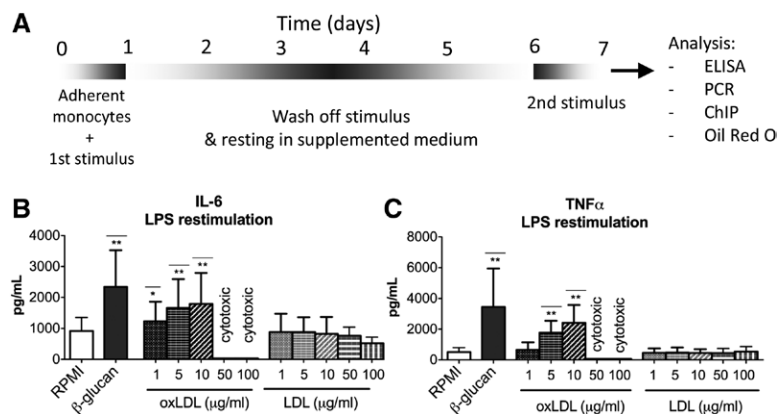 A
Time (days)
0 1 2 3 4 5 6 7
Adherent
monocytes
+
1st stimulus
Wash off stimulus
& resting in supplemented medium
2nd stimulus
Analysis:
- ELISA
- PCR
- ChIP
- Oil Red O
B
IL-6
LPS restimulation
pg/mL
4000
3000
2000
1000
0
**
*
**
**
cytotoxic
cytotoxic
RPMI
β-glucan
1 5 10 50 100
oxLDL (µg/ml)
1 5 10 50 100
LDL (µg/ml)
C
TNFα
LPS restimulation
pg/mL
8000
6000
4000
2000
0
**
**
**
cytotoxic
cytotoxic
RPMI
β-glucan
1 5 10 50 100
oxLDL (µg/ml)
1 5 10 50 100
LDL (µg/ml)